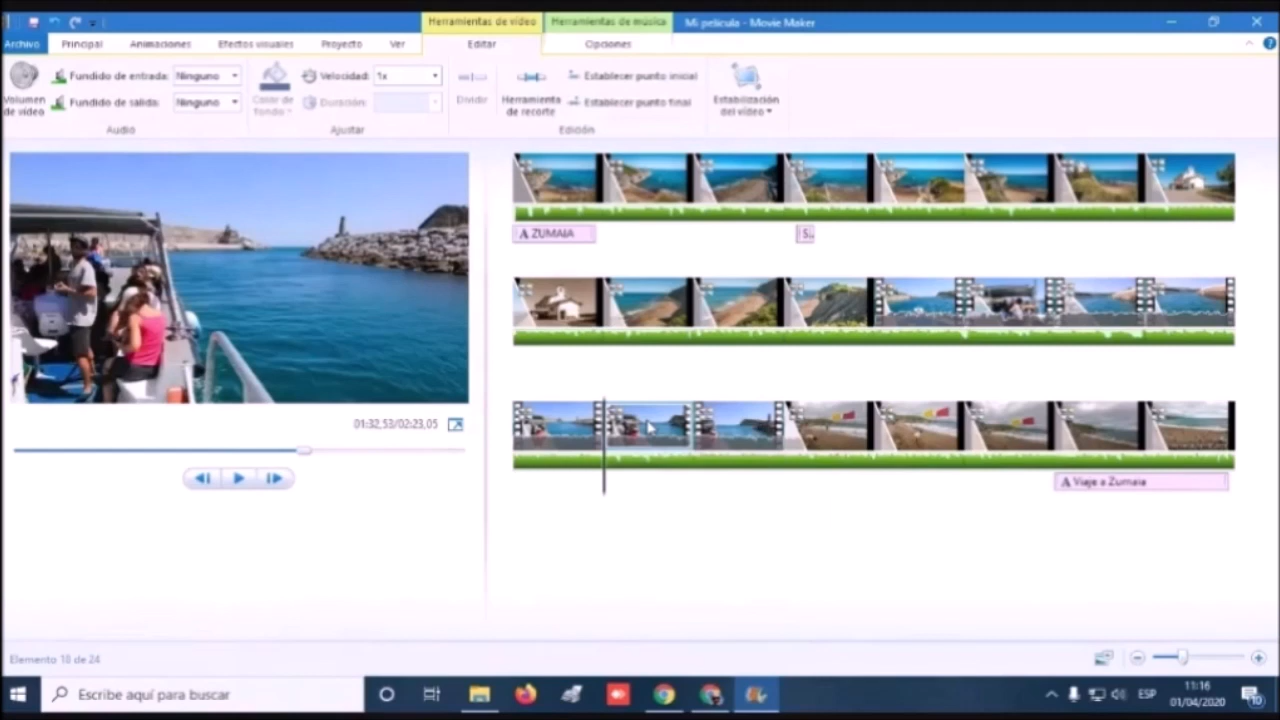 Herramientas de vídeo Herramientas de música Mi película - Movie Maker
Archivo Principal Animaciones Efectos visuales Proyecto Ver Editar Opciones
Fundido de entrada: Ninguno Velocidad: 1x Establecer punto inicial
Volumen de vídeo Fundido de salida: Ninguno Color de fondo Duración: Dividir Herramienta de recorte Establecer punto final Estabilización del vídeo
Audio Ajustar Edición
A ZUMAIA
01:32,53/02:23,05
A Viaje a Zumaia
Elemento 18 de 24
Escribe aquí para buscar
ESP
11:16
01/04/2020